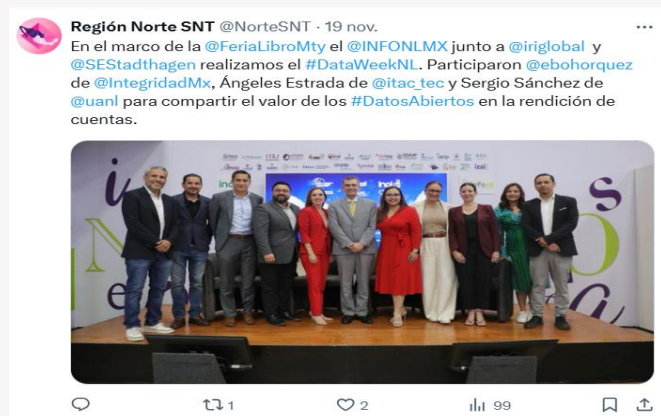 Región Norte SNT @NorteSNT · 19 nov.
En el marco de la @FeriaLibroMty el @INFONLMX junto a @iriglobal y
@SEStadthagen realizamos el #DataWeekNL. Participaron @ebohorquez
de @IntegridadMx, Ángeles Estrada de @itac_tec y Sergio Sánchez de
@uanl para compartir el valor de los #DatosAbiertos en la rendición de
cuentas.
1 2 99